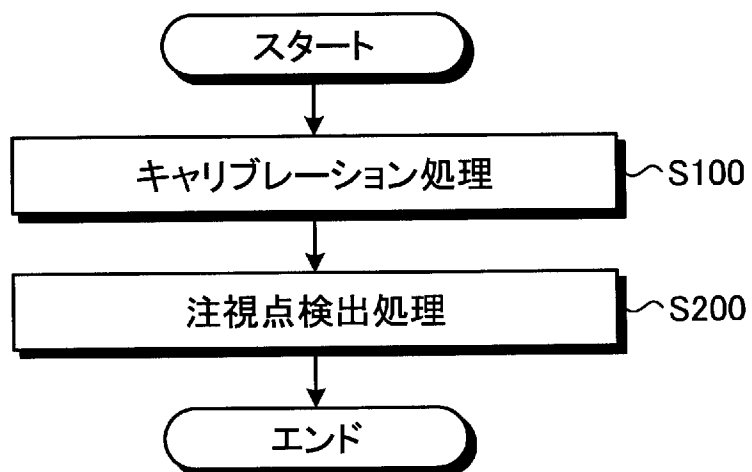 スタート
キャリブレーション処理
S100
注視点検出処理
S200
エンド